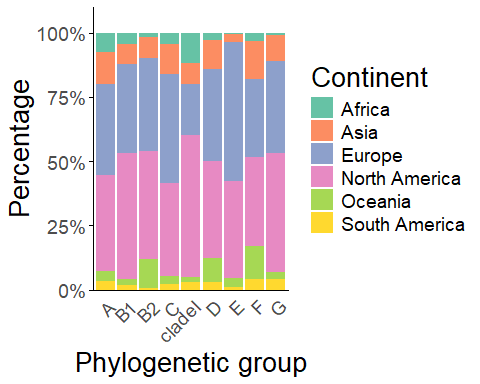 100%
75%
50%
25%
0%
Percentage
A
B1
B2
C
cladeI
D
E
F
G
Phylogenetic group
Continent
Africa
Asia
Europe
North America
Oceania
South America